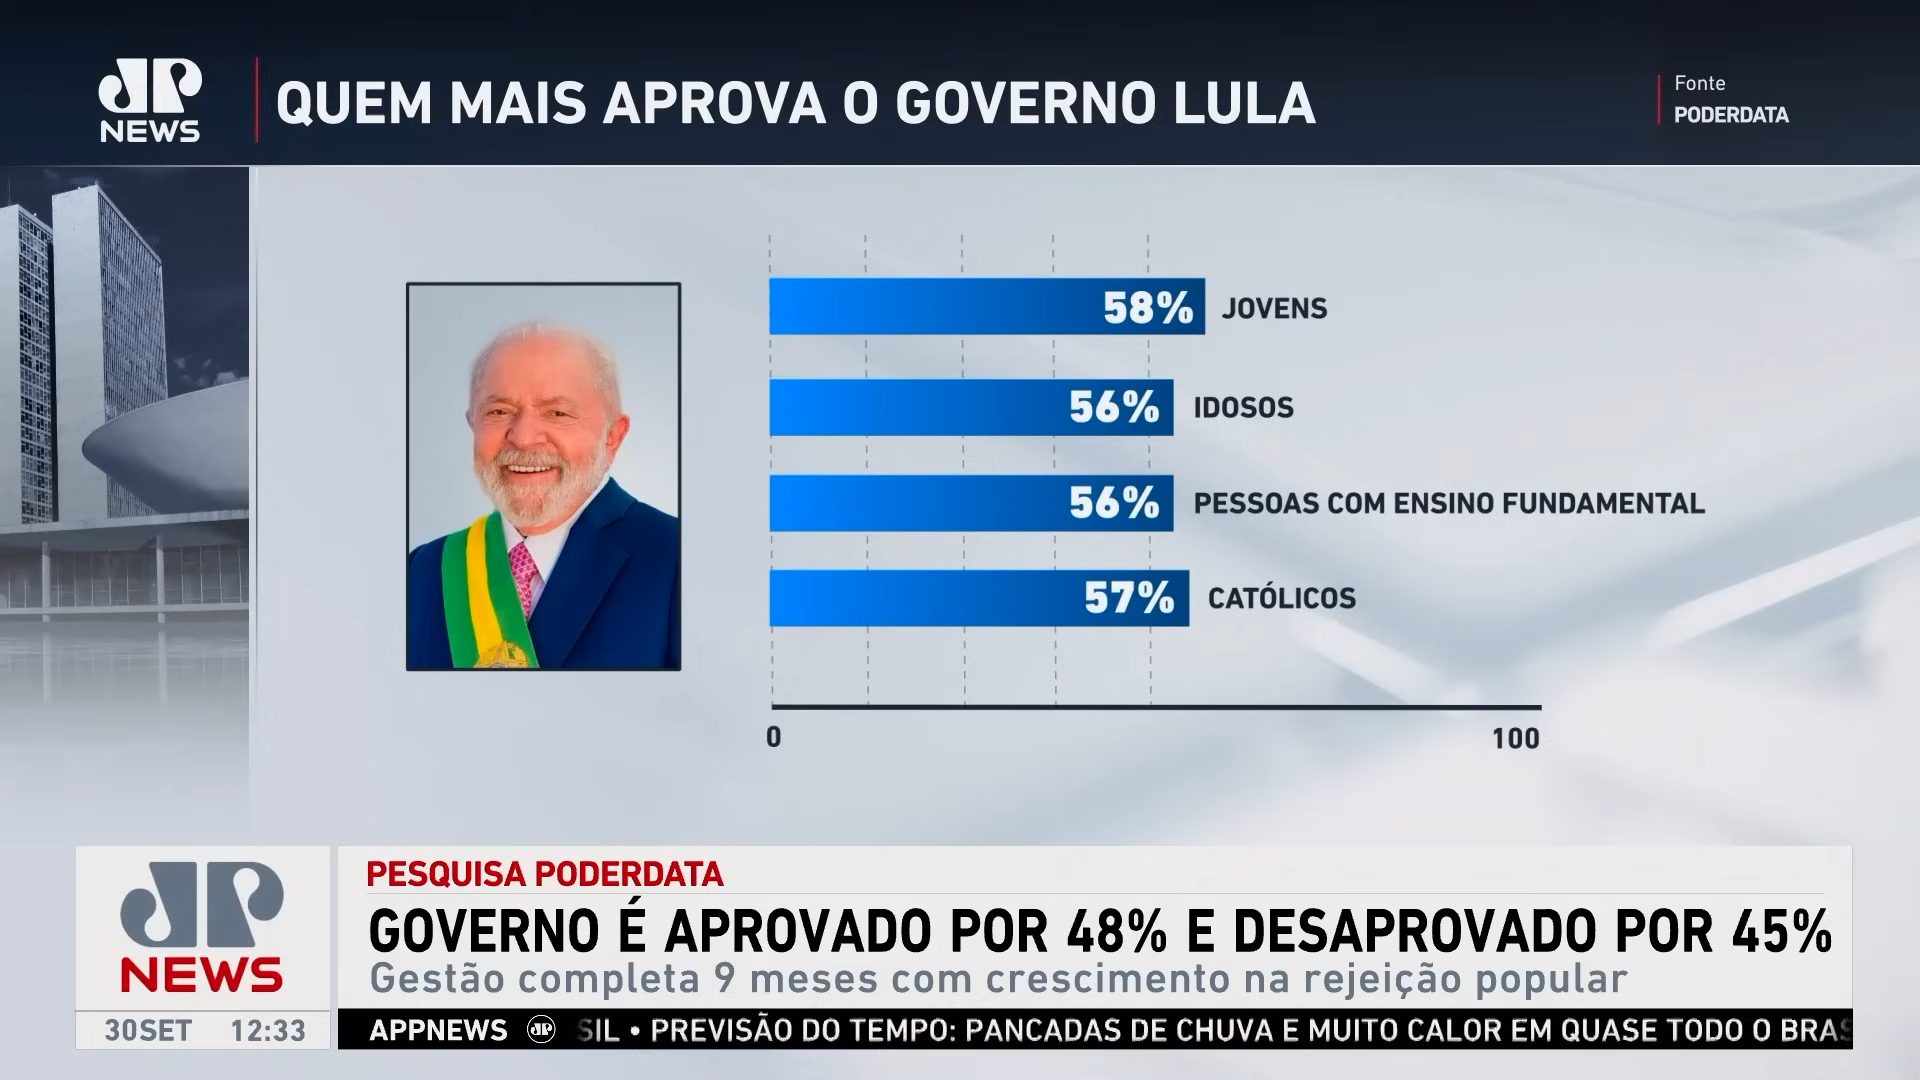 JP NEWS
QUEM MAIS APROVA O GOVERNO LULA
Fonte
PODERDATA
58% JOVENS
56% IDOSOS
56% PESSOAS COM ENSINO FUNDAMENTAL
57% CATÓLICOS
0 100
PESQUISA PODERDATA
GOVERNO É APROVADO POR 48% E DESAPROVADO POR 45%
Gestão completa 9 meses com crescimento na rejeição popular
JP NEWS
30SET 12:33
APPNEWS JP SIL • PREVISÃO DO TEMPO: PANCADAS DE CHUVA E MUITO CALOR EM QUASE TODO O BRAS